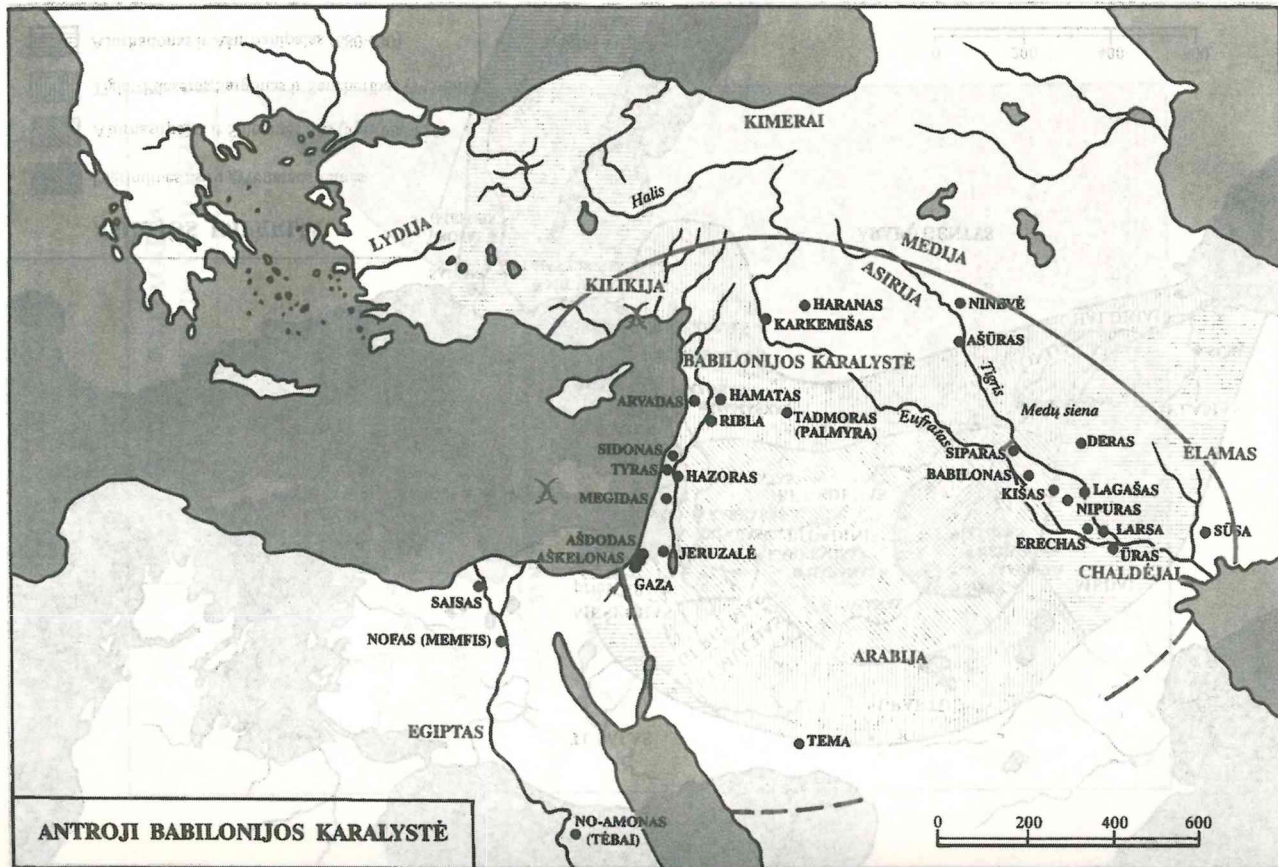 KIMERAI
Halis
LYDIJA
MEDIJA
ASIRIJA
KILIKIJA
HARANAS
NINEVĖ
KARKEMIŠAS
AŠŪRAS
BABILONIJOS KARALYSTĖ
Tigris
HAMATAS
ARVADAS
RIBLA
TADMORAS
(PALMYRA)
Medų siena
Eufratas
DERAS
SIDONAS
SIPARAS
ELAMAS
TYRAS
HAZORAS
BABILONAS
MEGIDAS
KIŠAS
LAGAŠAS
NIPURAS
AŠDODAS
AŠKELONAS
JERUZALĖ
ERECHAS
LARSA
SŪSA
ŪRAS
GAZA
CHALDĖJAI
SAISAS
NOFAS (MEMFIS)
ARABIJA
EGIPTAS
TEMA
ANTROJI BABILONIJOS KARALYSTĖ
NO-AMONAS
(TĖBAI)
0 200 400 600